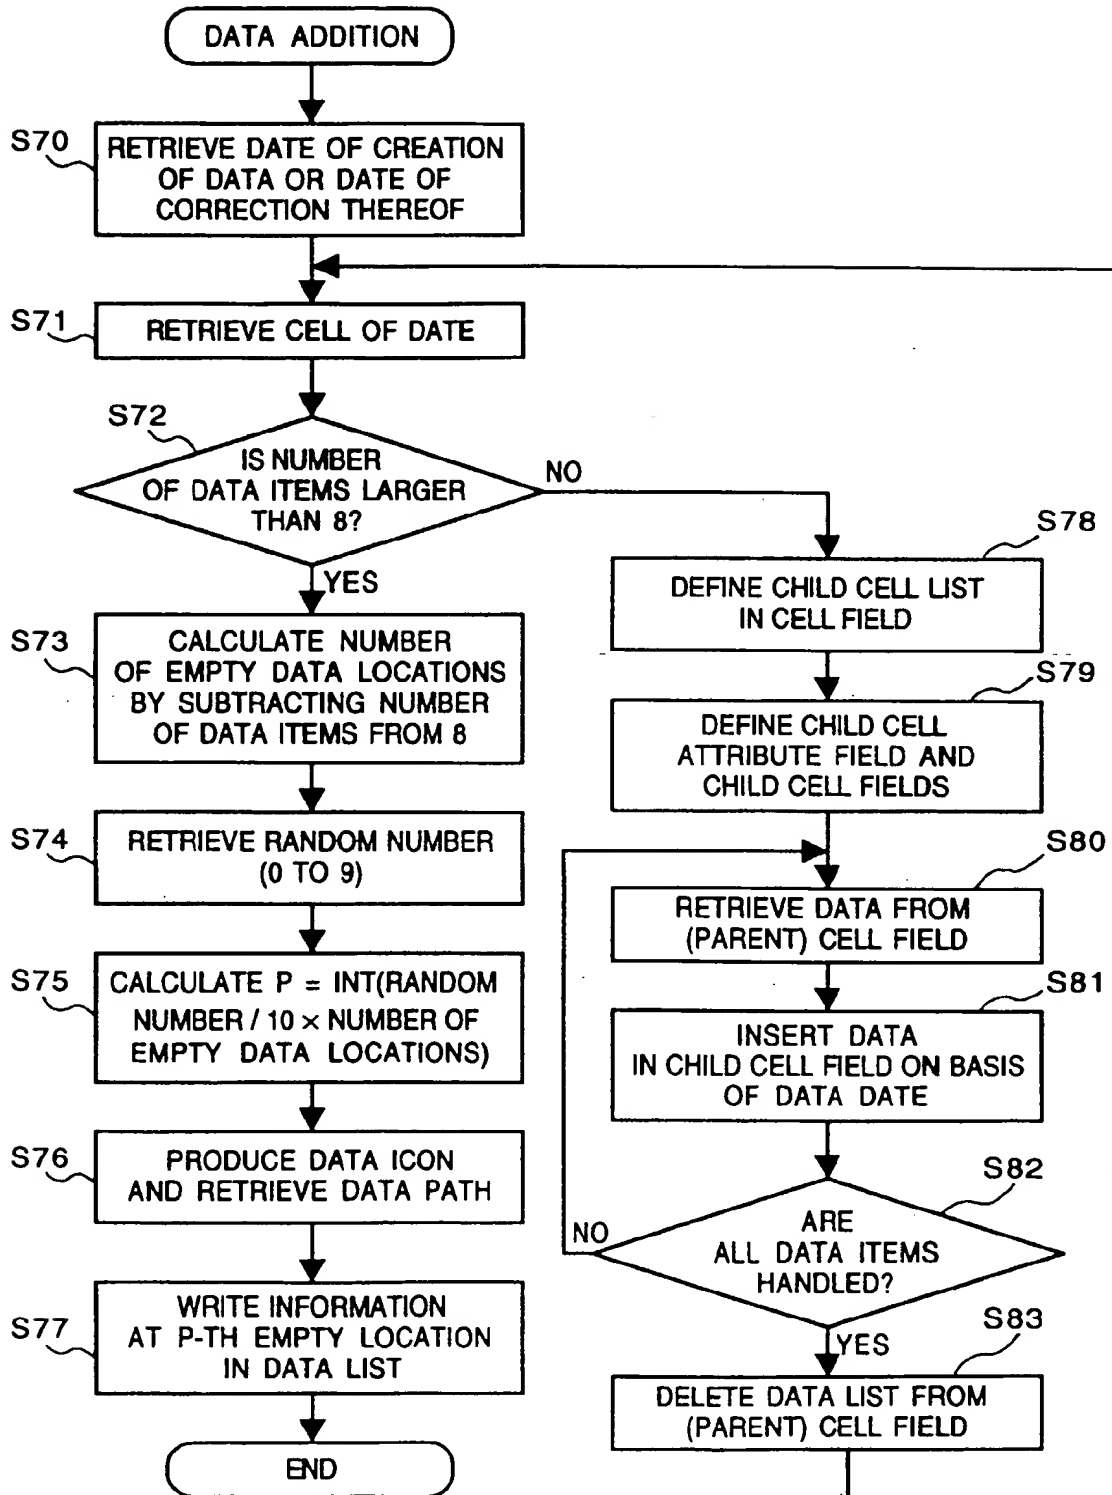 DATA ADDITION
S70
RETRIEVE DATE OF CREATION
OF DATA OR DATE OF
CORRECTION THEREOF
S71
RETRIEVE CELL OF DATE
S72
IS NUMBER
OF DATA ITEMS LARGER
THAN 8?
NO
YES
S73
CALCULATE NUMBER
OF EMPTY DATA LOCATIONS
BY SUBTRACTING NUMBER
OF DATA ITEMS FROM 8
S74
RETRIEVE RANDOM NUMBER
(0 TO 9)
S75
CALCULATE P = INT(RANDOM
NUMBER / 10 × NUMBER OF
EMPTY DATA LOCATIONS)
S76
PRODUCE DATA ICON
AND RETRIEVE DATA PATH
S77
WRITE INFORMATION
AT P-TH EMPTY LOCATION
IN DATA LIST
END
S78
DEFINE CHILD CELL LIST
IN CELL FIELD
S79
DEFINE CHILD CELL
ATTRIBUTE FIELD AND
CHILD CELL FIELDS
S80
RETRIEVE DATA FROM
(PARENT) CELL FIELD
S81
INSERT DATA
IN CHILD CELL FIELD ON BASIS
OF DATA DATE
S82
ARE
ALL DATA ITEMS
HANDLED?
NO
YES
S83
DELETE DATA LIST FROM
(PARENT) CELL FIELD